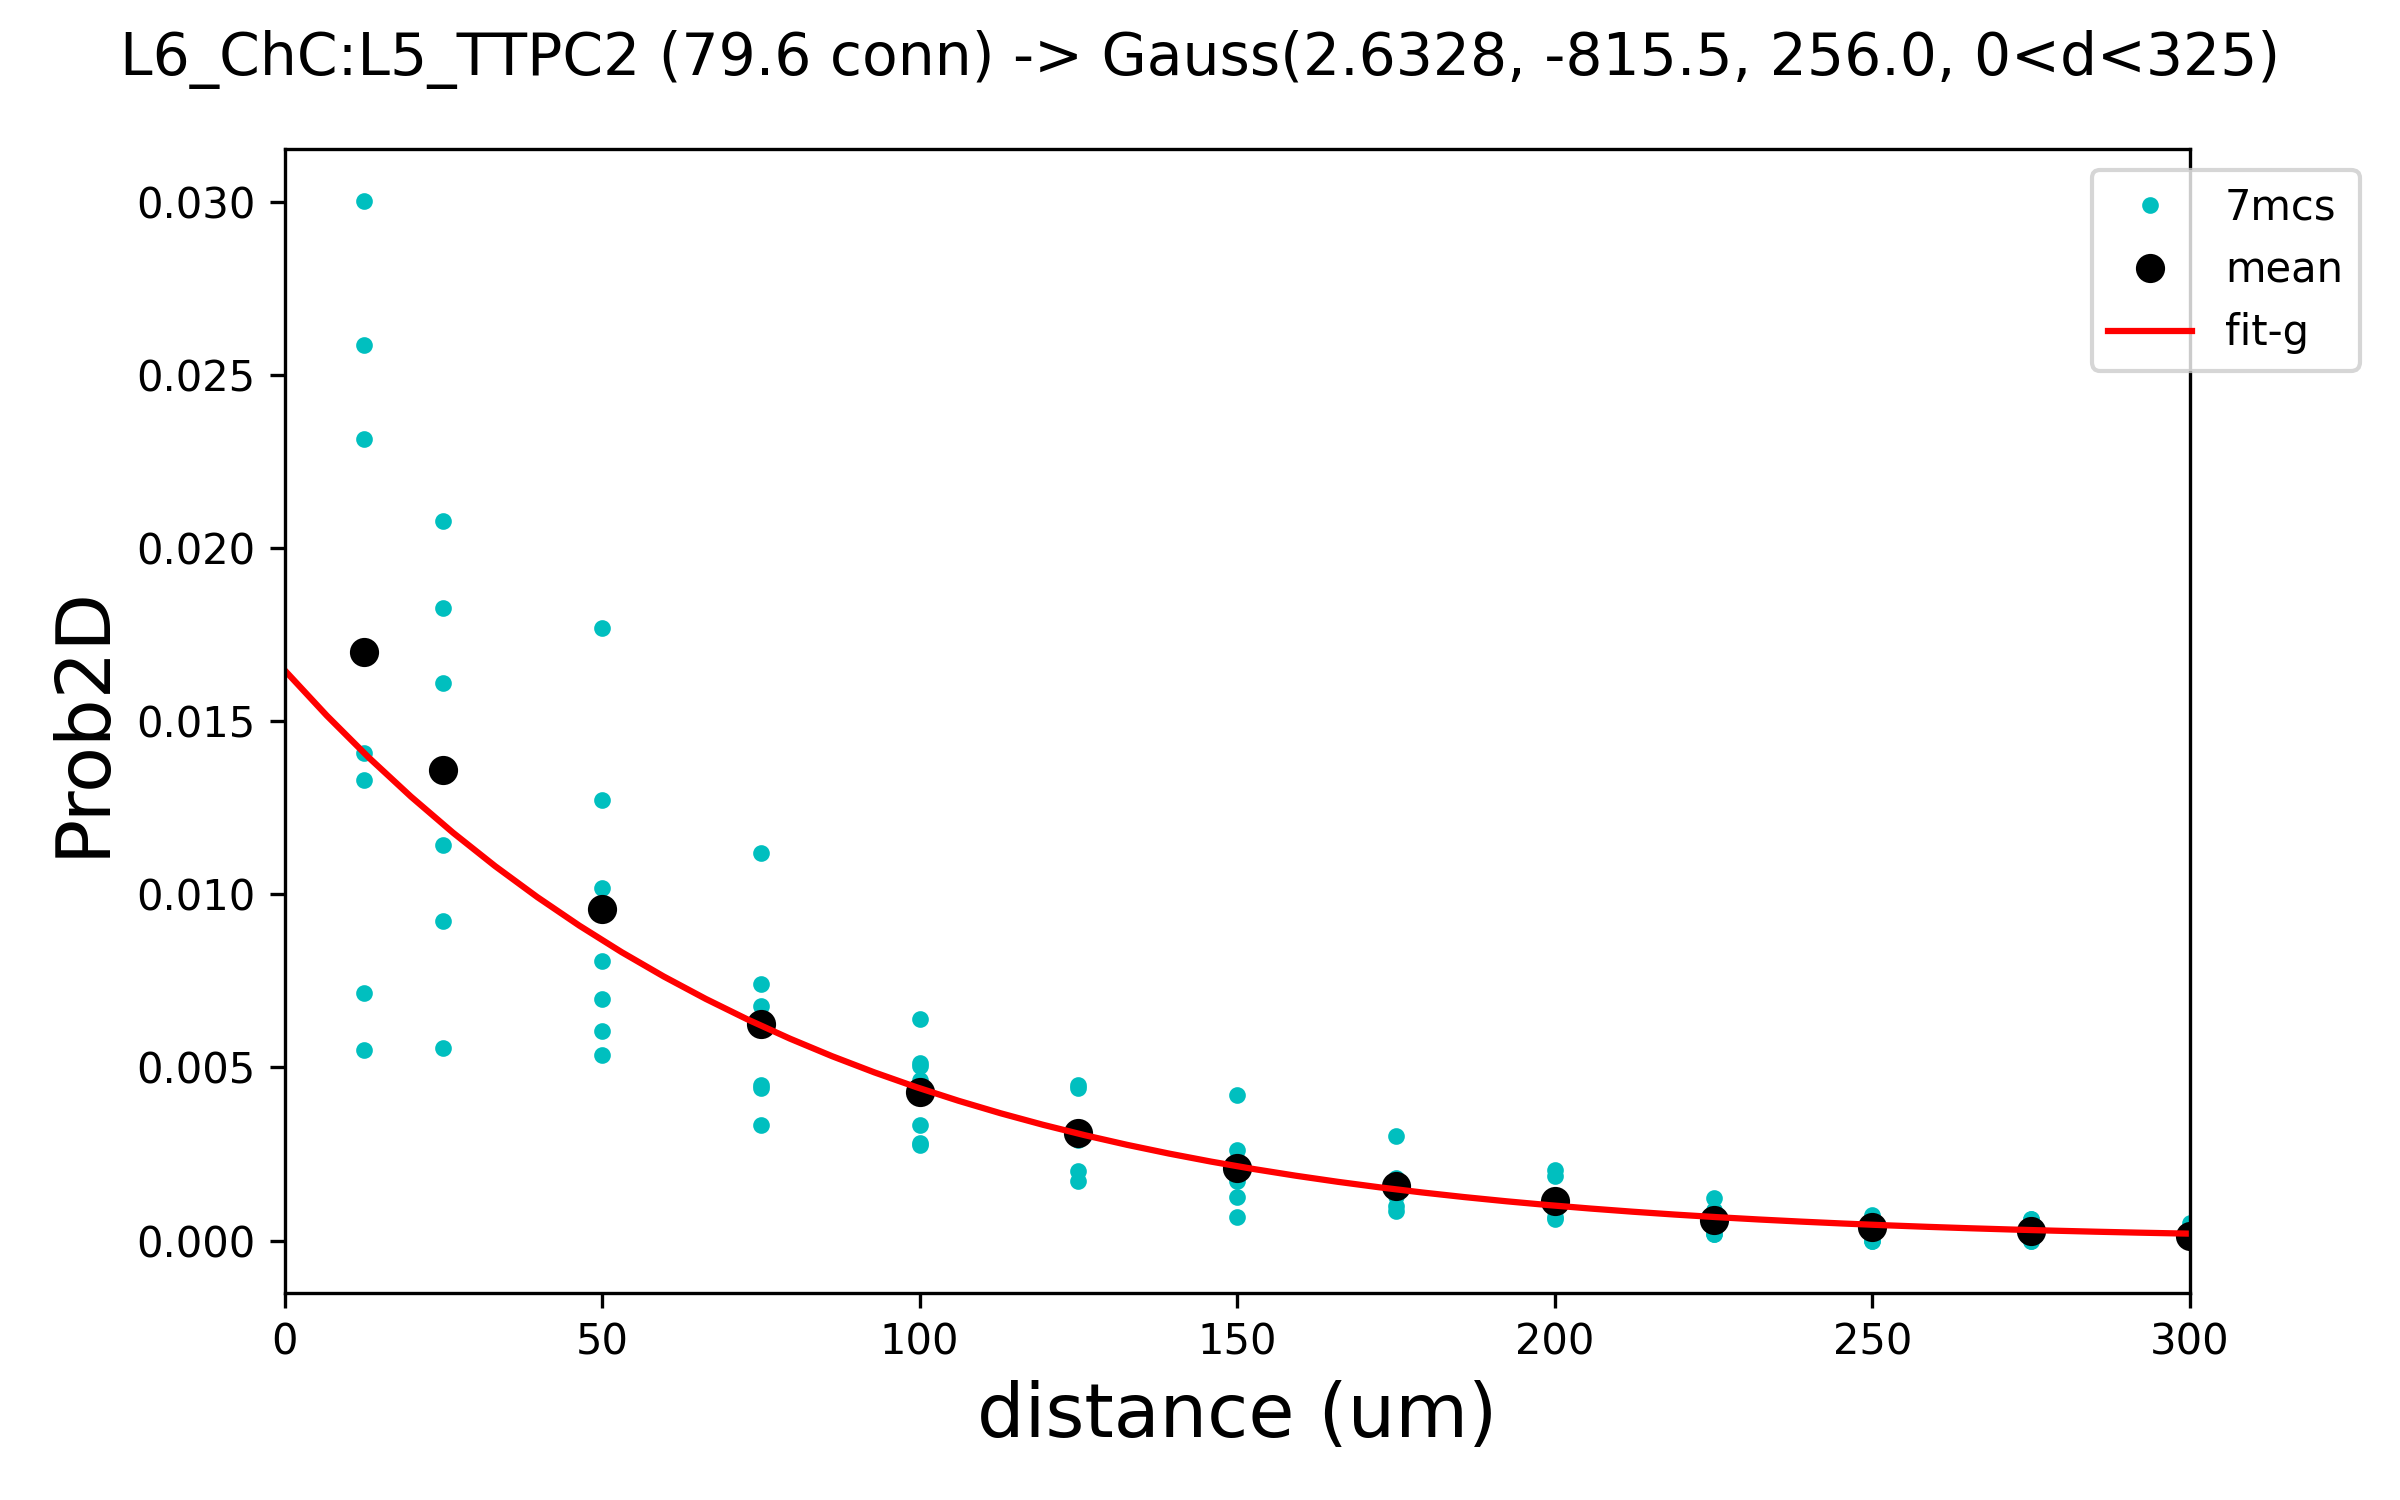 L6_ChC:L5_TTPC2 (79.6 conn) -> Gauss(2.6328, -815.5, 256.0, 0<d<325)
7mcs
mean
fit-g
Prob2D
0.030
0.025
0.020
0.015
0.010
0.005
0.000
0 50 100 150 200 250 300
distance (um)